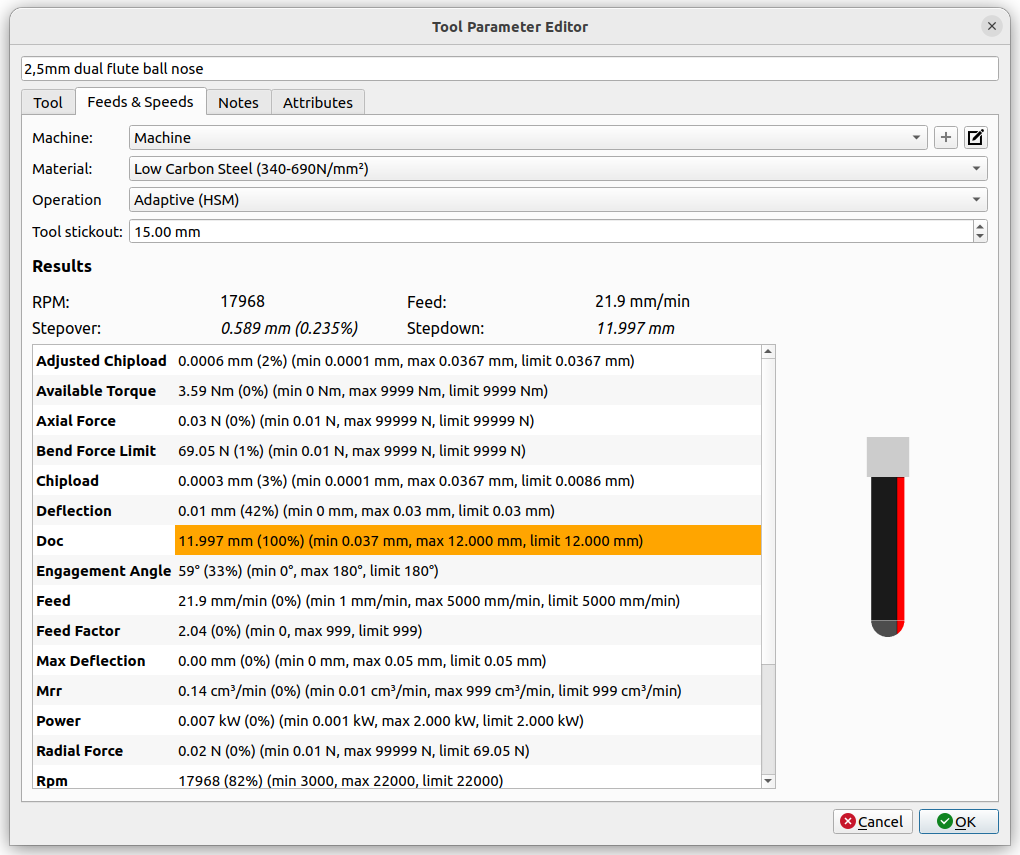 Tool Parameter Editor
2,5mm dual flute ball nose
Tool Feeds & Speeds Notes Attributes
Machine: Machine
Material: Low Carbon Steel (340-690N/mm²)
Operation Adaptive (HSM)
Tool stickout: 15.00 mm
Results
RPM: 17968 Feed: 21.9 mm/min
Stepover: 0.589 mm (0.235%) Stepdown: 11.997 mm
Adjusted Chipload 0.0006 mm (2%) (min 0.0001 mm, max 0.0367 mm, limit 0.0367 mm)
Available Torque 3.59 Nm (0%) (min 0 Nm, max 9999 Nm, limit 9999 Nm)
Axial Force 0.03 N (0%) (min 0.01 N, max 99999 N, limit 99999 N)
Bend Force Limit 69.05 N (1%) (min 0.01 N, max 9999 N, limit 9999 N)
Chipload 0.0003 mm (3%) (min 0.0001 mm, max 0.0367 mm, limit 0.0086 mm)
Deflection 0.01 mm (42%) (min 0 mm, max 0.03 mm, limit 0.03 mm)
Doc 11.997 mm (100%) (min 0.037 mm, max 12.000 mm, limit 12.000 mm)
Engagement Angle 59° (33%) (min 0°, max 180°, limit 180°)
Feed 21.9 mm/min (0%) (min 1 mm/min, max 5000 mm/min, limit 5000 mm/min)
Feed Factor 2.04 (0%) (min 0, max 999, limit 999)
Max Deflection 0.00 mm (0%) (min 0 mm, max 0.05 mm, limit 0.05 mm)
Mrr 0.14 cm³/min (0%) (min 0.01 cm³/min, max 999 cm³/min, limit 999 cm³/min)
Power 0.007 kW (0%) (min 0.001 kW, max 2.000 kW, limit 2.000 kW)
Radial Force 0.02 N (0%) (min 0.01 N, max 99999 N, limit 69.05 N)
Rpm 17968 (82%) (min 3000, max 22000, limit 22000)
Cancel OK